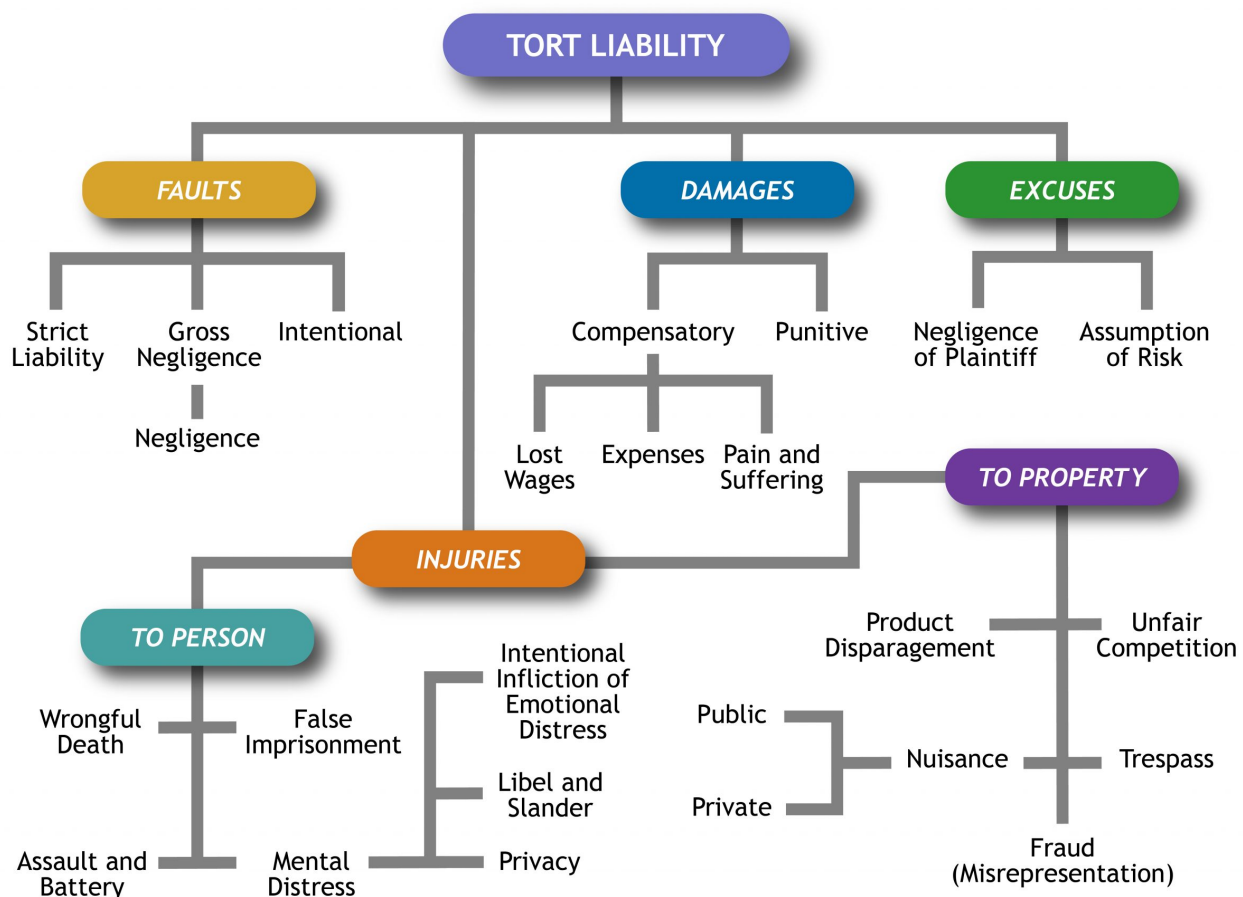 TORT LIABILITY
FAULTS
DAMAGES
EXCUSES
Strict
Liability
Gross
Negligence
Intentional
Negligence
Compensatory
Punitive
Lost
Wages
Expenses
Pain and
Suffering
Negligence
of Plaintiff
Assumption
of Risk
INJURIES
TO PERSON
Wrongful
Death
False
Imprisonment
Assault and
Battery
Mental
Distress
Intentional
Infliction of
Emotional
Distress
Libel and
Slander
Privacy
TO PROPERTY
Product
Disparagement
Unfair
Competition
Public
Private
Nuisance
Trespass
Fraud
(Misrepresentation)